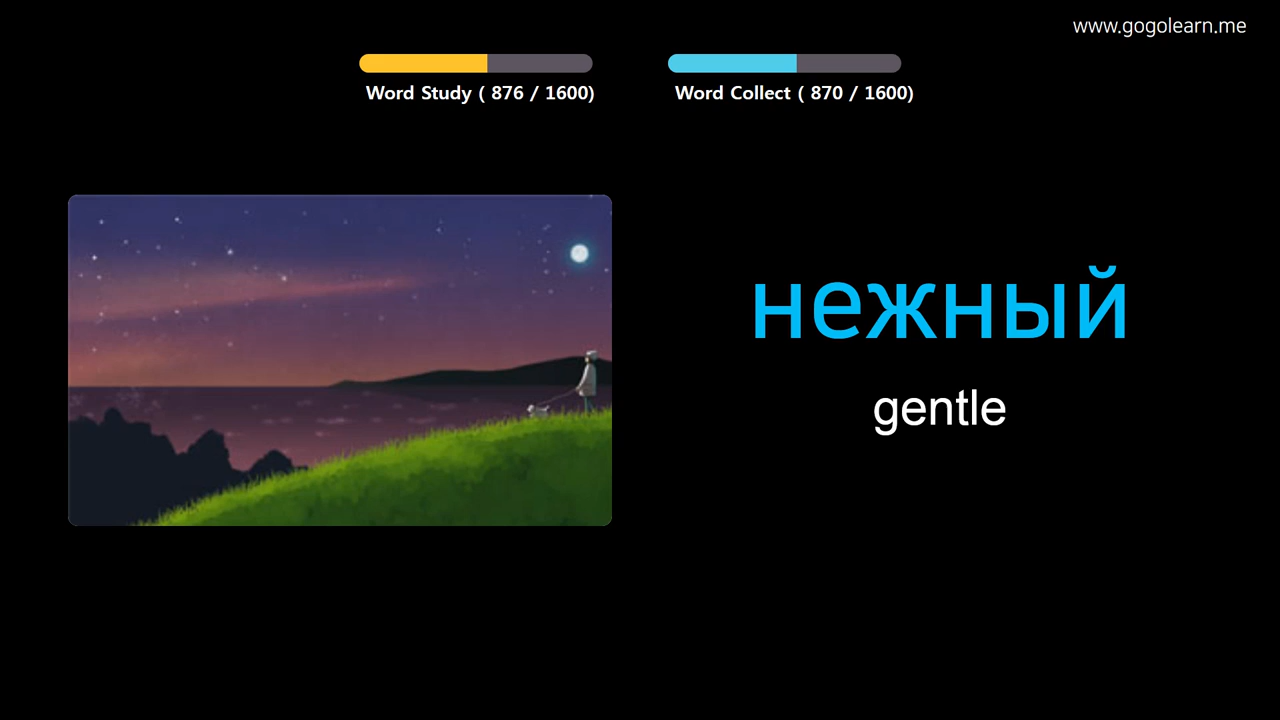 www.gogolearn.me
Word Study ( 876 / 1600)
Word Collect ( 870 / 1600)
нежный
gentle